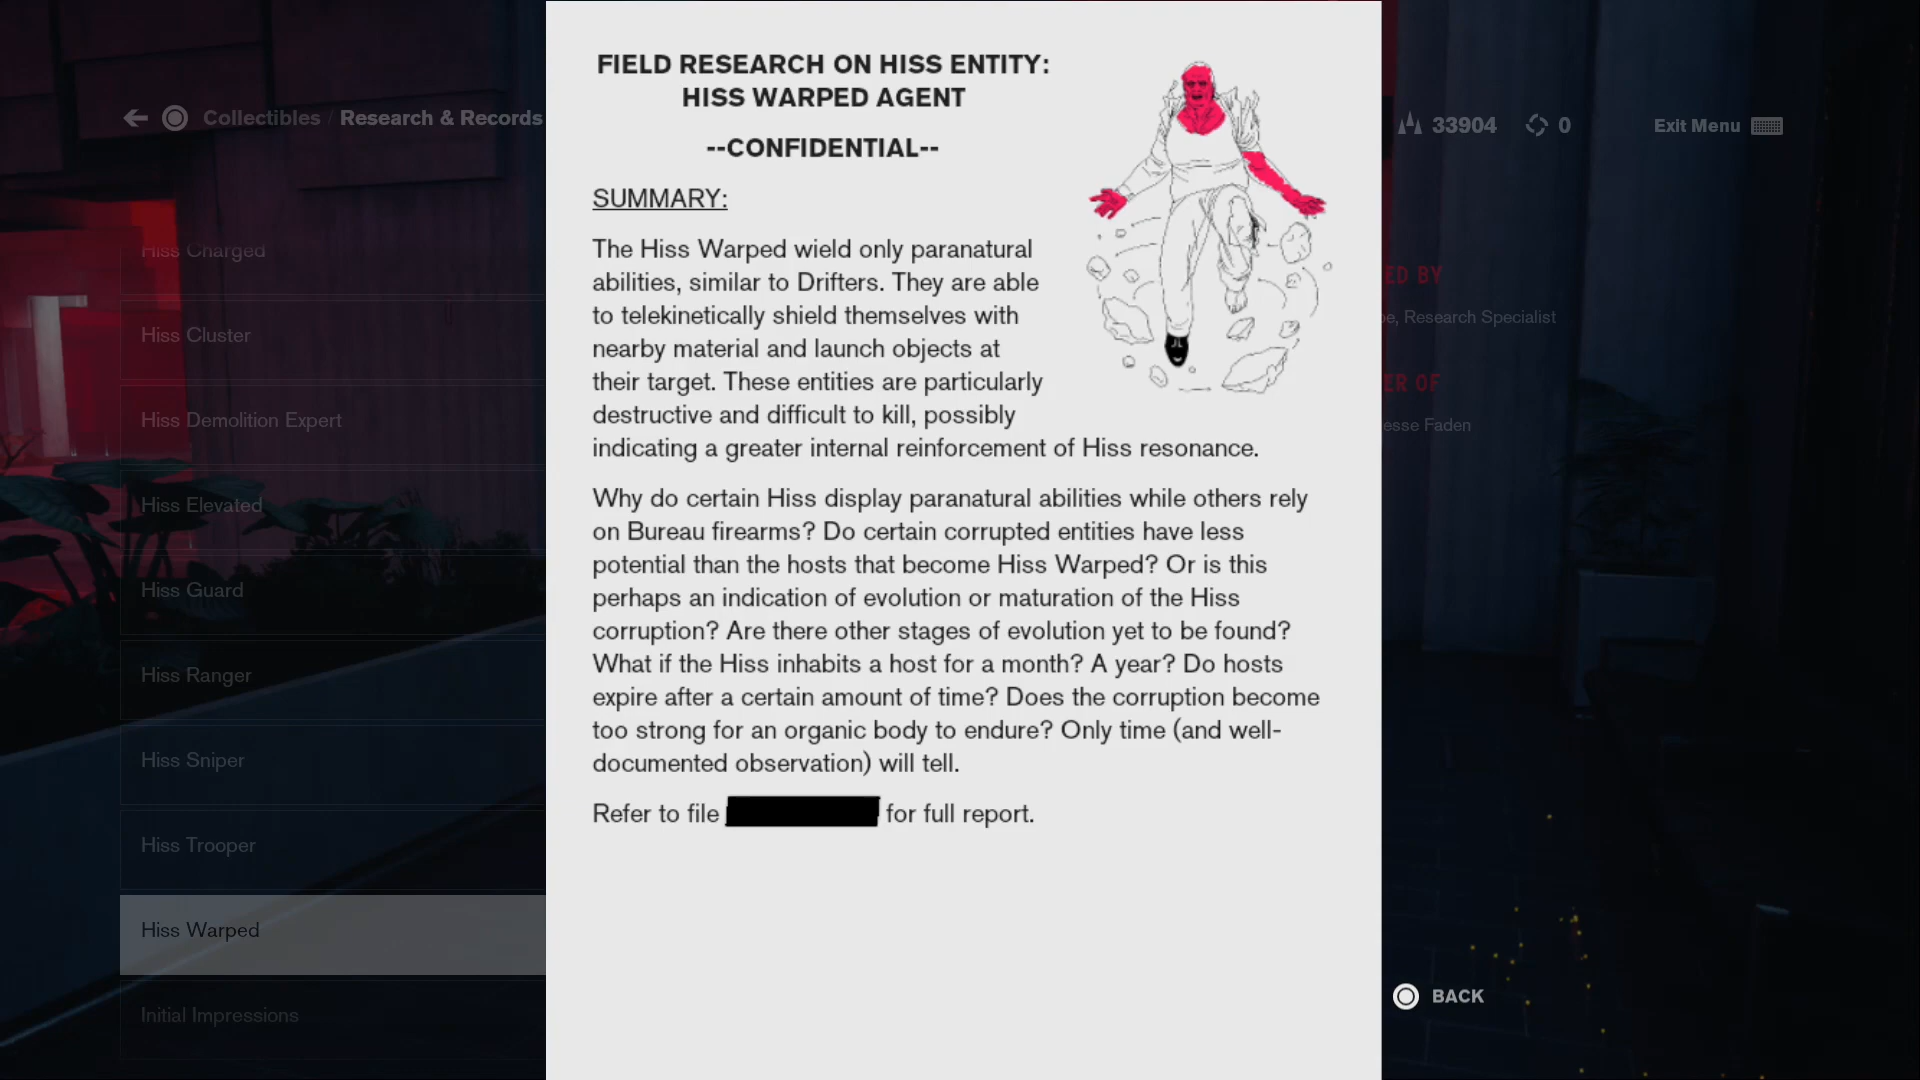 FIELD RESEARCH ON HISS ENTITY:
HISS WARPED AGENT
--CONFIDENTIAL--
SUMMARY:
The Hiss Warped wield only paranatural
abilities, similar to Drifters. They are able
to telekinetically shield themselves with
nearby material and launch objects at
their target. These entities are particularly
destructive and difficult to kill, possibly
indicating a greater internal reinforcement of Hiss resonance.
Why do certain Hiss display paranatural abilities while others rely
on Bureau firearms? Do certain corrupted entities have less
potential than the hosts that become Hiss Warped? Or is this
perhaps an indication of evolution or maturation of the Hiss
corruption? Are there other stages of evolution yet to be found?
What if the Hiss inhabits a host for a month? A year? Do hosts
expire after a certain amount of time? Does the corruption become
too strong for an organic body to endure? Only time (and well-
documented observation) will tell.
Refer to file for full report.
Collectibles / Research & Records
Hiss Charged
Hiss Cluster
Hiss Demolition Expert
Hiss Elevated
Hiss Guard
Hiss Ranger
Hiss Sniper
Hiss Trooper
Hiss Warped
Initial Impressions
33904 0 Exit Menu
BY
Research Specialist
OF
Faden
BACK